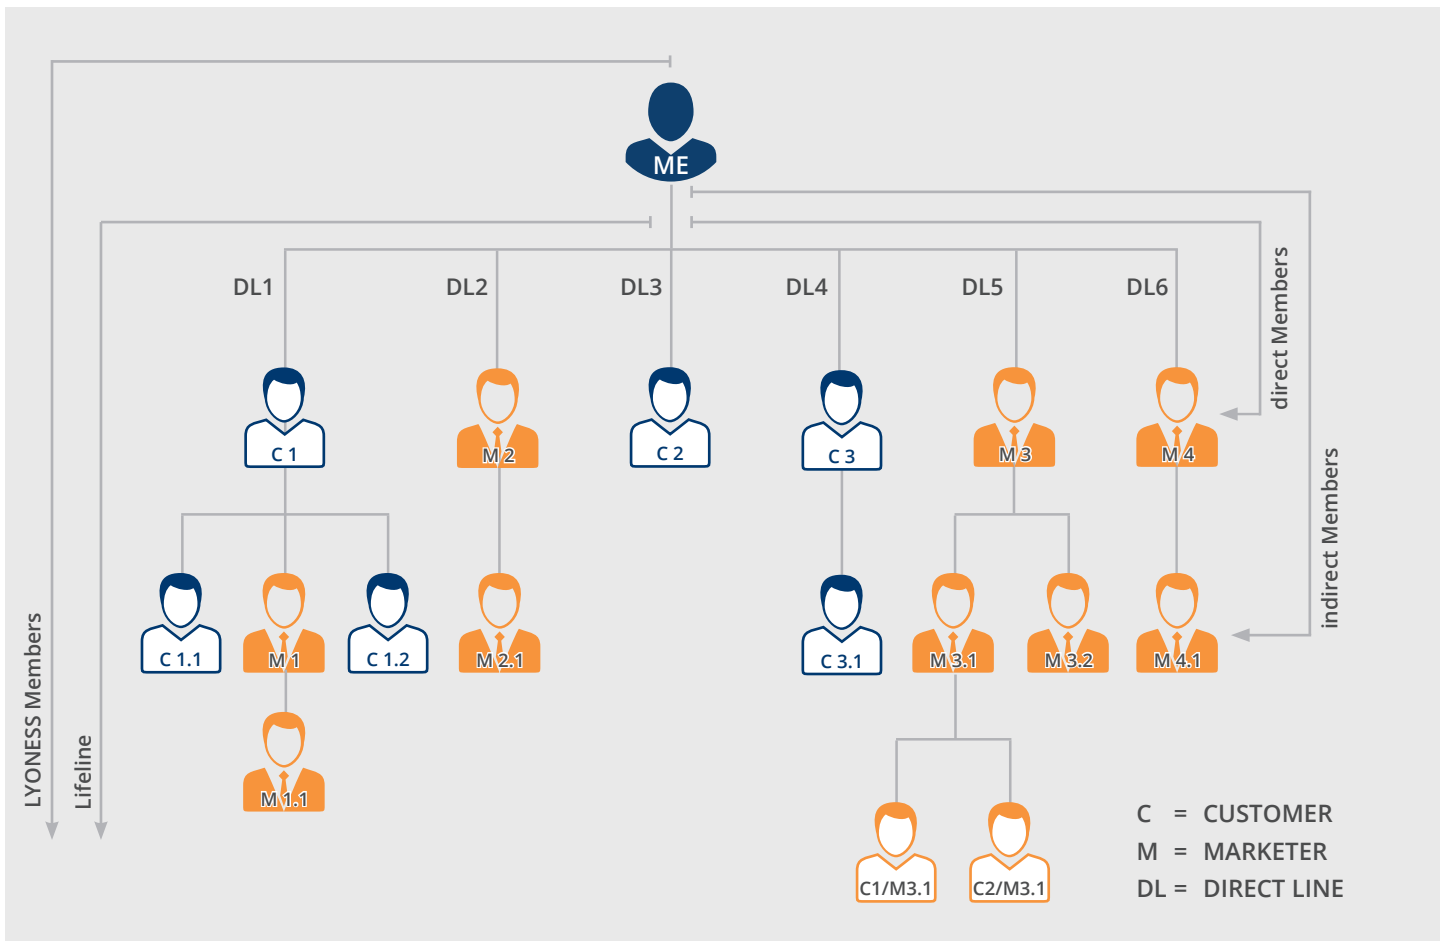 ME
DL1
DL2
DL3
DL4
DL5
DL6
direct Members
C 1
M 2
C 2
C 3
M 3
M 4
indirect Members
C 1.1
M 1
C 1.2
M 2.1
C 3.1
M 3.1
M 3.2
M 4.1
LYONESS Members
Lifeline
M 1.1
C1/M3.1
C2/M3.1
C = CUSTOMER
M = MARKETER
DL = DIRECT LINE